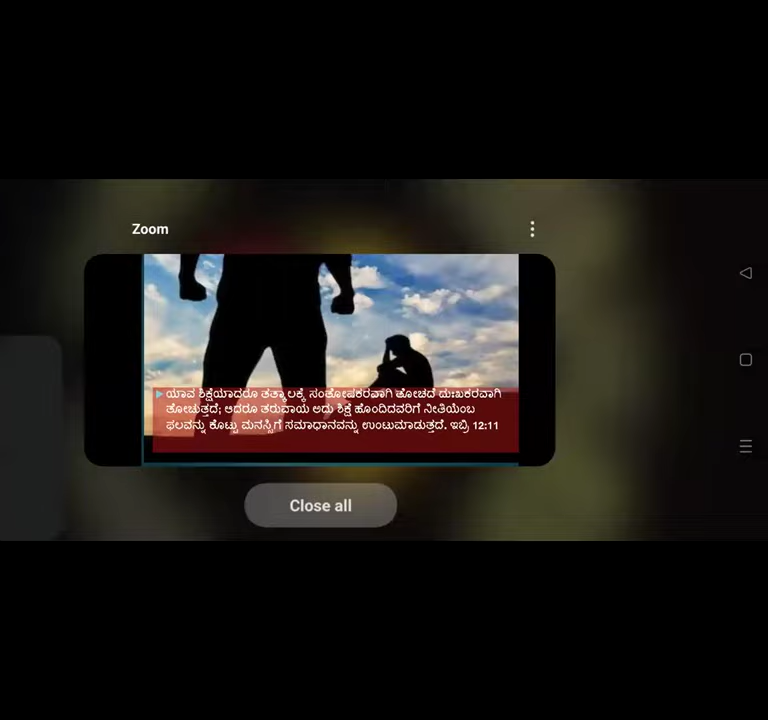 Zoom
ಯಾವ ಶಿಕ್ಷೆಯಾದರೂ ತತ್ಕಾಲಕ್ಕೆ ಸಂತೋಷಕರವಾಗಿ ತೋಚದೆ ದುಃಖಕರವಾಗಿ
ತೋಚುತ್ತದೆ; ಆದರೂ ತರುವಾಯ ಅದು ಶಿಕ್ಷೆ ಹೊಂದಿದವರಿಗೆ ನೀತಿಯೆಂಬ
ಫಲವನ್ನು ಕೊಟ್ಟು ಮನಸ್ಸಿಗೆ ಸಮಾಧಾನವನ್ನು ಉಂಟುಮಾಡುತ್ತದೆ. ಇಬ್ರಿ 12:11
Close all